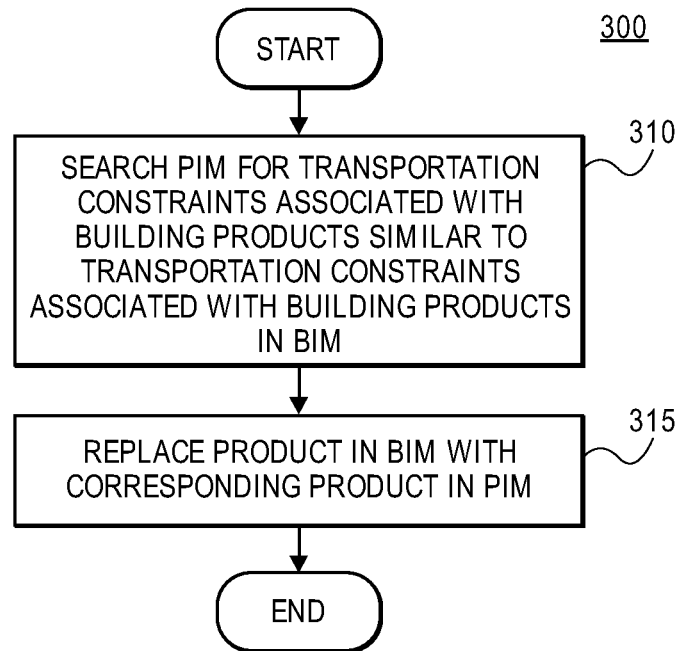 300
START
310
SEARCH PIM FOR TRANSPORTATION
CONSTRAINTS ASSOCIATED WITH
BUILDING PRODUCTS SIMILAR TO
TRANSPORTATION CONSTRAINTS
ASSOCIATED WITH BUILDING PRODUCTS
IN BIM
315
REPLACE PRODUCT IN BIM WITH
CORRESPONDING PRODUCT IN PIM
END